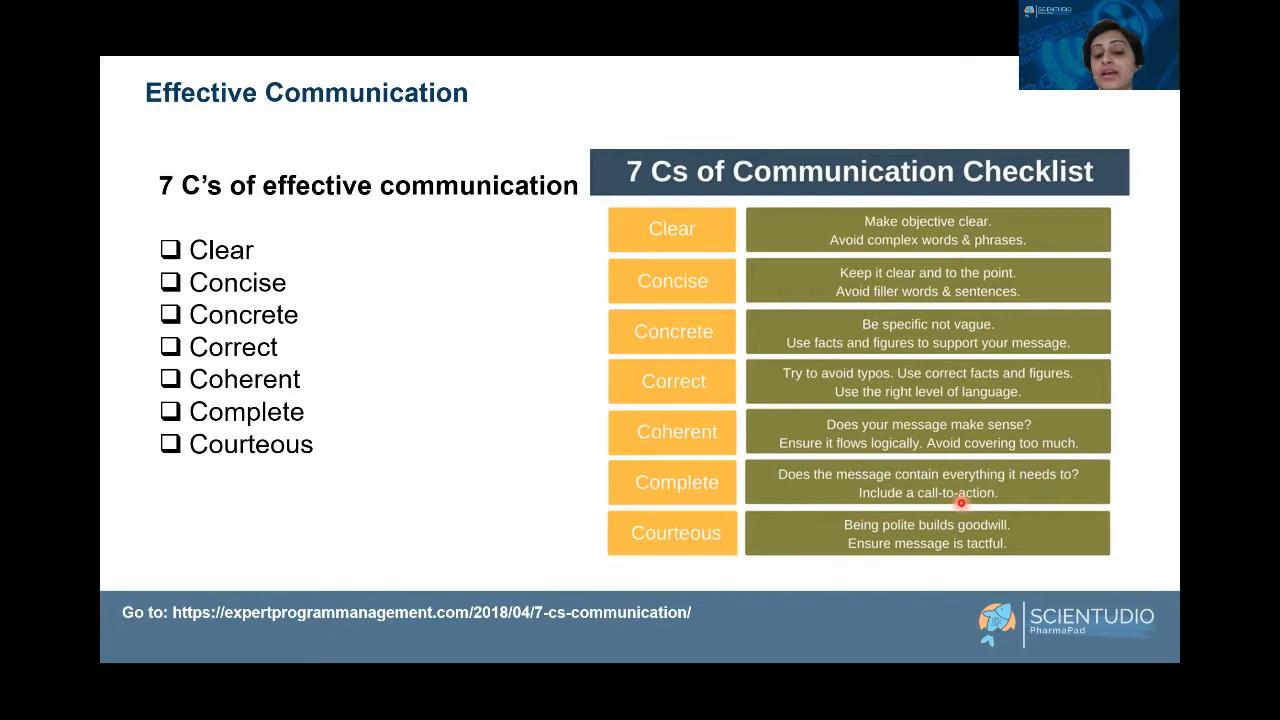 SCIENTUDIO
Effective Communication
7 C’s of effective communication
❑ Clear
❑ Concise
❑ Concrete
❑ Correct
❑ Coherent
❑ Complete
❑ Courteous
7 Cs of Communication Checklist
Clear
Make objective clear.
Avoid complex words & phrases.
Concise
Keep it clear and to the point.
Avoid filler words & sentences.
Concrete
Be specific not vague.
Use facts and figures to support your message.
Correct
Try to avoid typos. Use correct facts and figures.
Use the right level of language.
Coherent
Does your message make sense?
Ensure it flows logically. Avoid covering too much.
Complete
Does the message contain everything it needs to?
Include a call-to-action.
Courteous
Being polite builds goodwill.
Ensure message is tactful.
Go to: https://expertprogrammanagement.com/2018/04/7-cs-communication/
SCIENTUDIO
PharmaPad